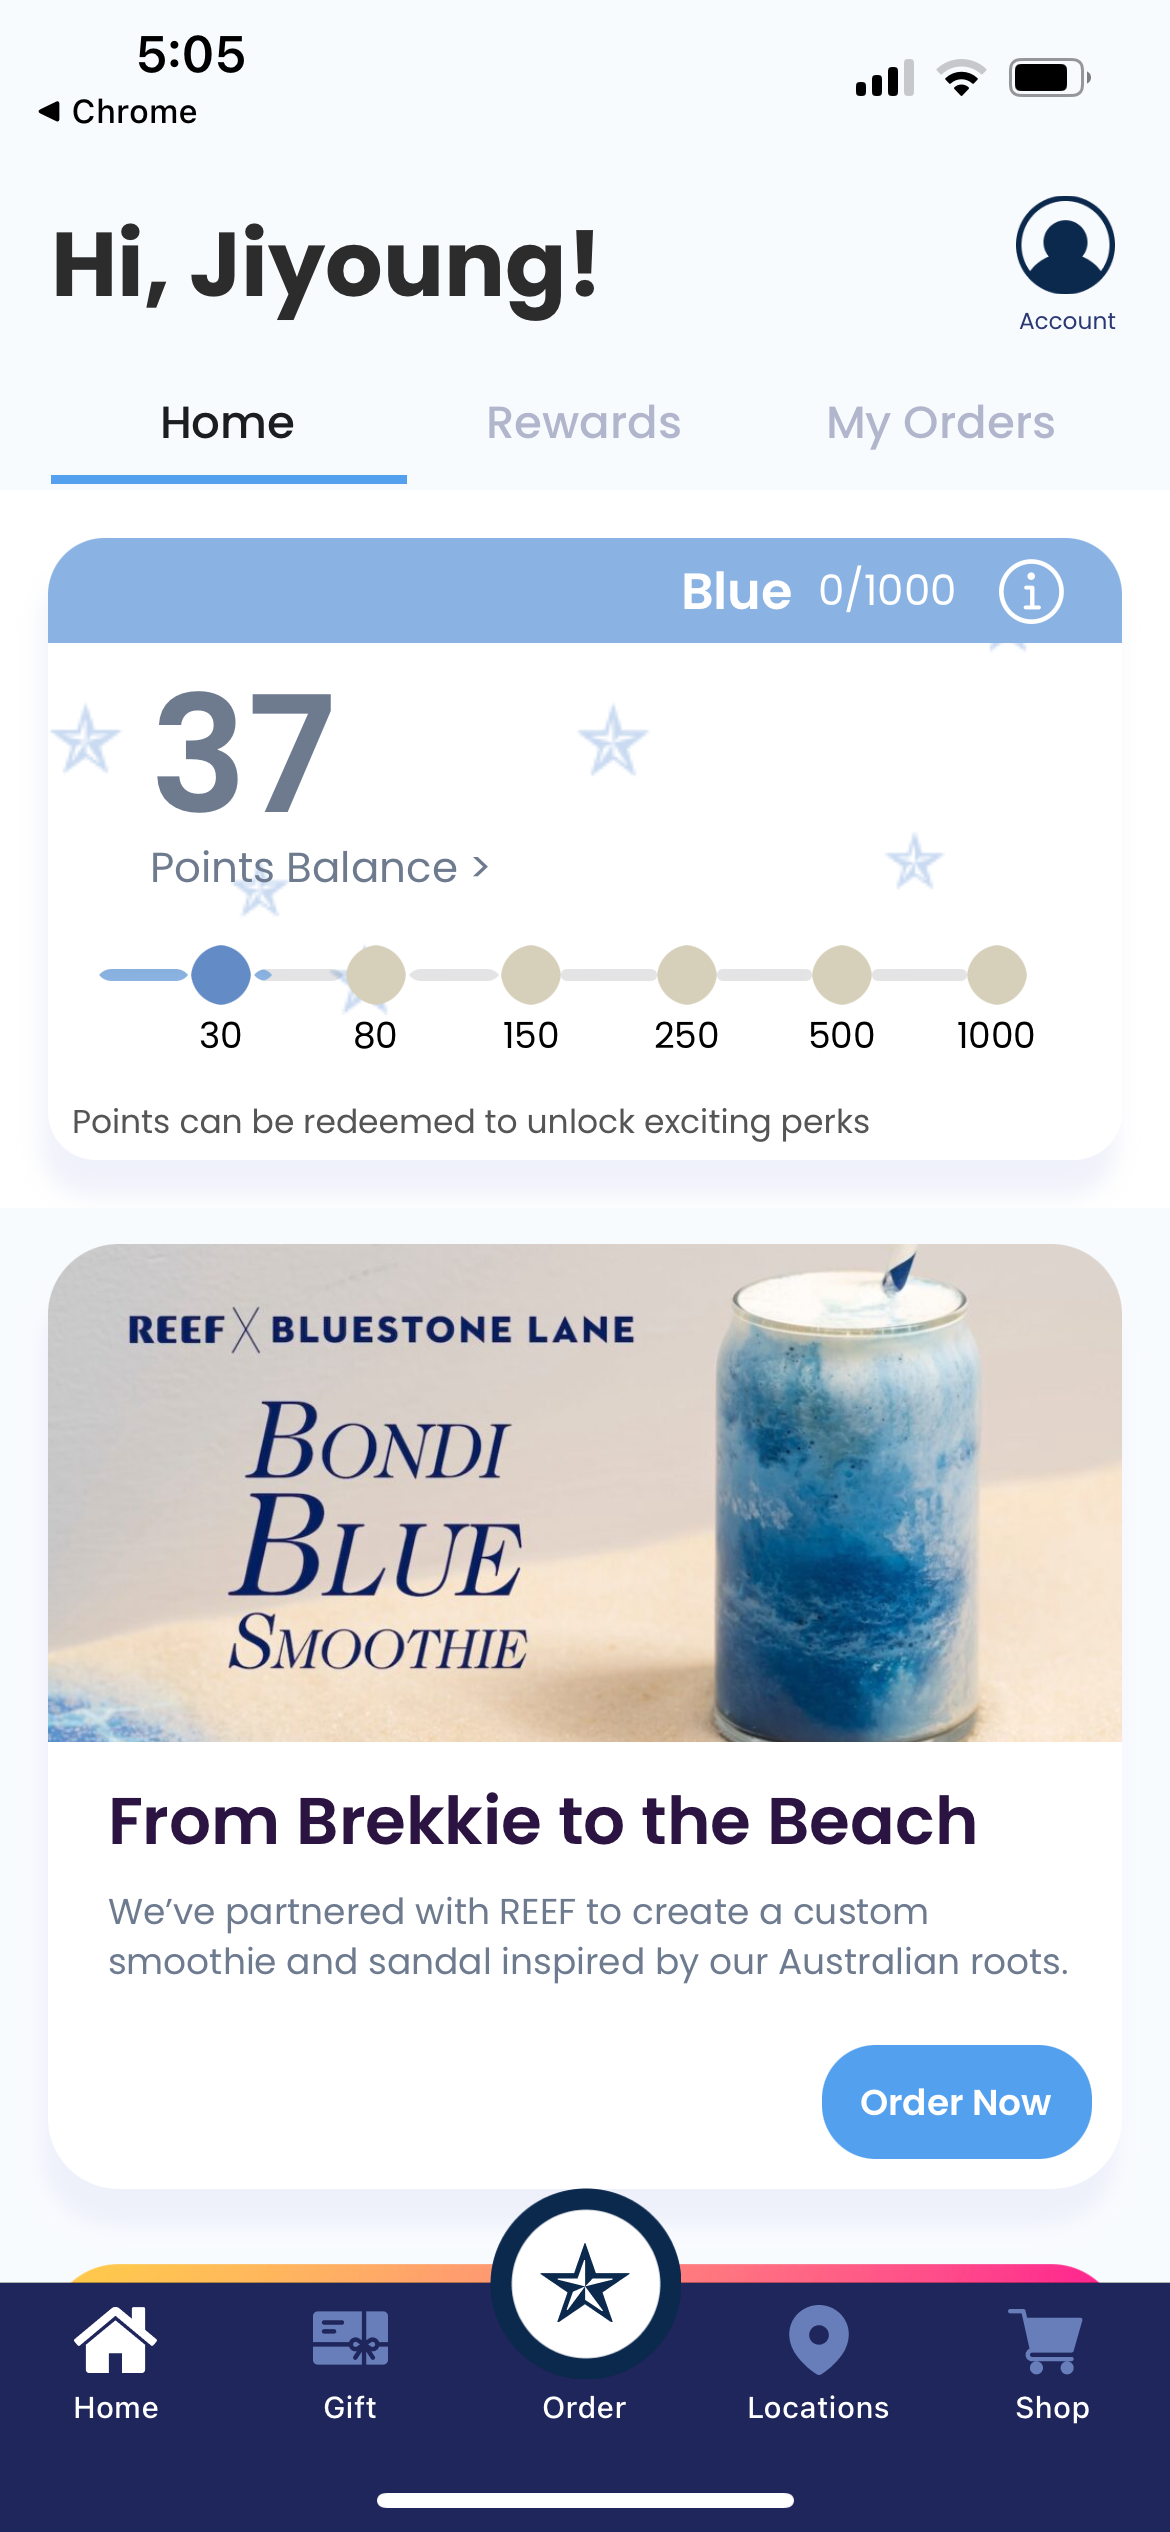 5:05
Chrome
Hi, Jiyoung!
Account
Home Rewards My Orders
Blue 0/1000
37
Points Balance >
30 80 150 250 500 1000
Points can be redeemed to unlock exciting perks
REEF X BLUESTONE LANE
BONDI
BLUE
SMOOTHIE
From Brekkie to the Beach
We’ve partnered with REEF to create a custom
smoothie and sandal inspired by our Australian roots.
Order Now
Home Gift Order Locations Shop